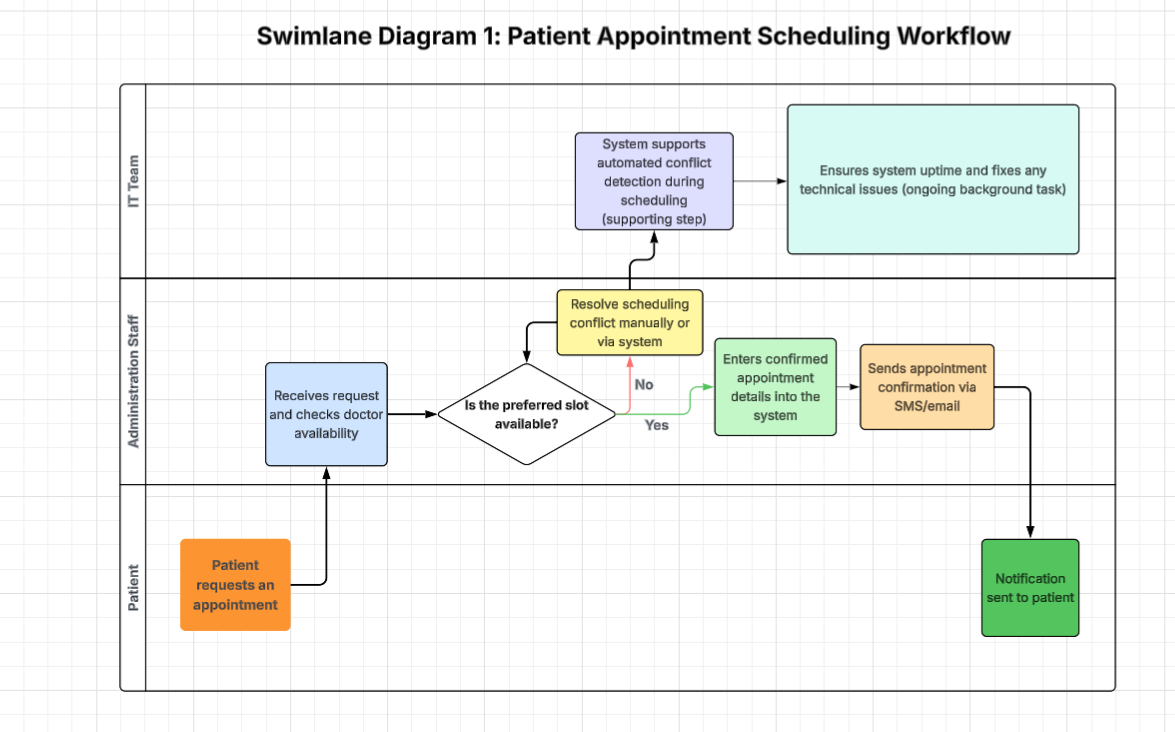 Swimlane Diagram 1: Patient Appointment Scheduling Workflow
IT Team
System supports
automated conflict
detection during
scheduling
(supporting step)
Ensures system uptime and fixes any
technical issues (ongoing background task)
Administration Staff
Receives request
and checks doctor
availability
Is the preferred slot
available?
Resolve scheduling
conflict manually or
via system
No
Yes
Enters confirmed
appointment
details into the
system
Sends appointment
confirmation via
SMS/email
Patient
Patient
requests an
appointment
Notification
sent to patient